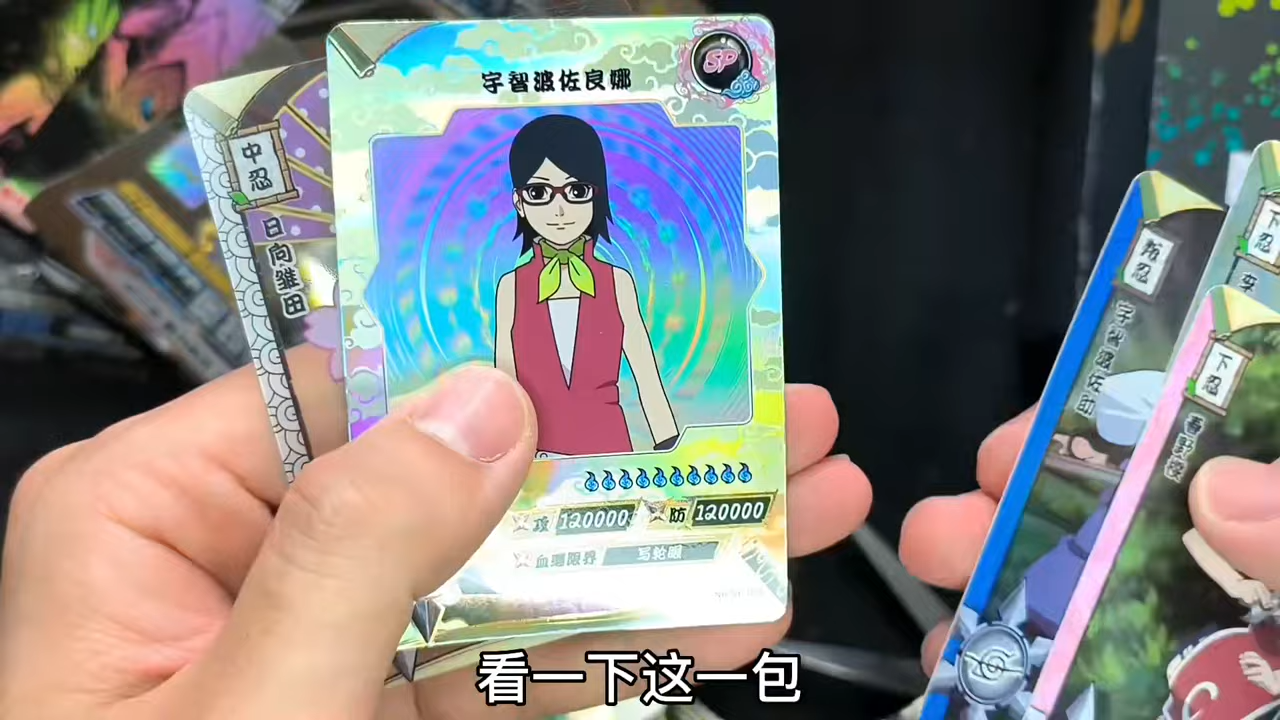 SP
宇智波佐良娜
中忍
日向雏田
攻 120000
防 120000
血继限界 写轮眼
叛忍
宇智波佐助
下忍
下忍
春野樱
看一下这一包